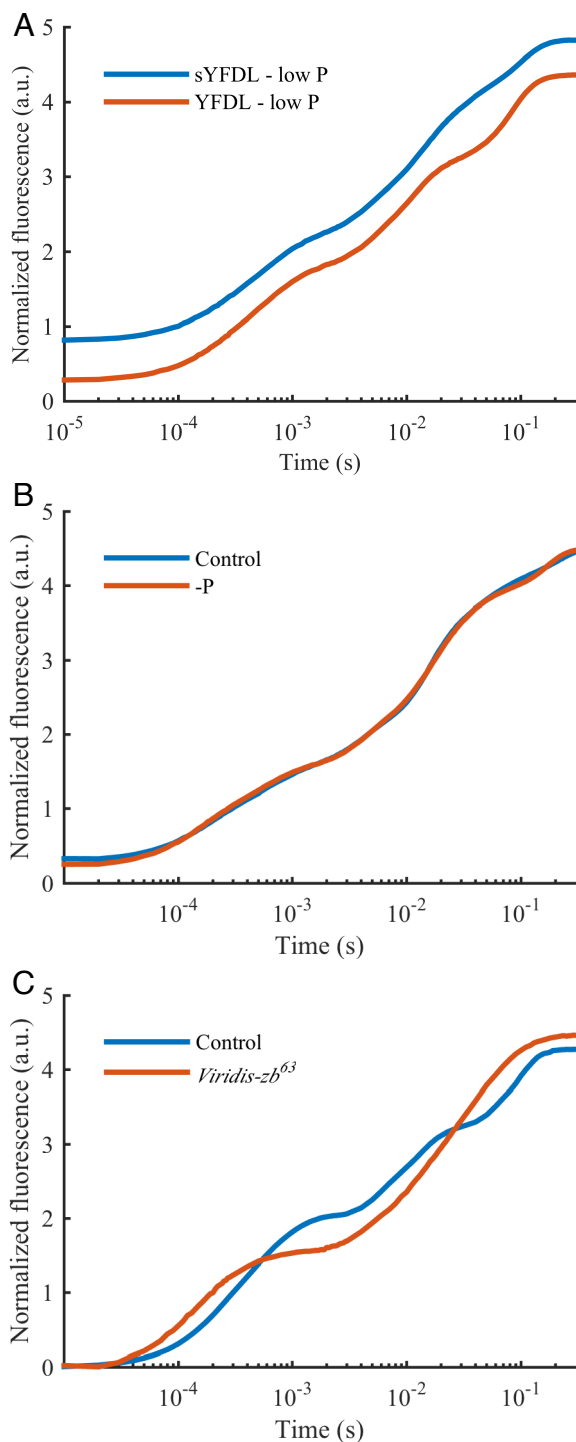 A
Normalized fluorescence (a.u.)
5
4
3
2
1
0
sYFDL - low P
YFDL - low P
10-5
10-4
10-3
10-2
10-1
Time (s)
B
Normalized fluorescence (a.u.)
5
4
3
2
1
0
Control
-P
10-4
10-3
10-2
10-1
Time (s)
C
Normalized fluorescence (a.u.)
5
4
3
2
1
0
Control
Viridis-zb63
10-4
10-3
10-2
10-1
Time (s)